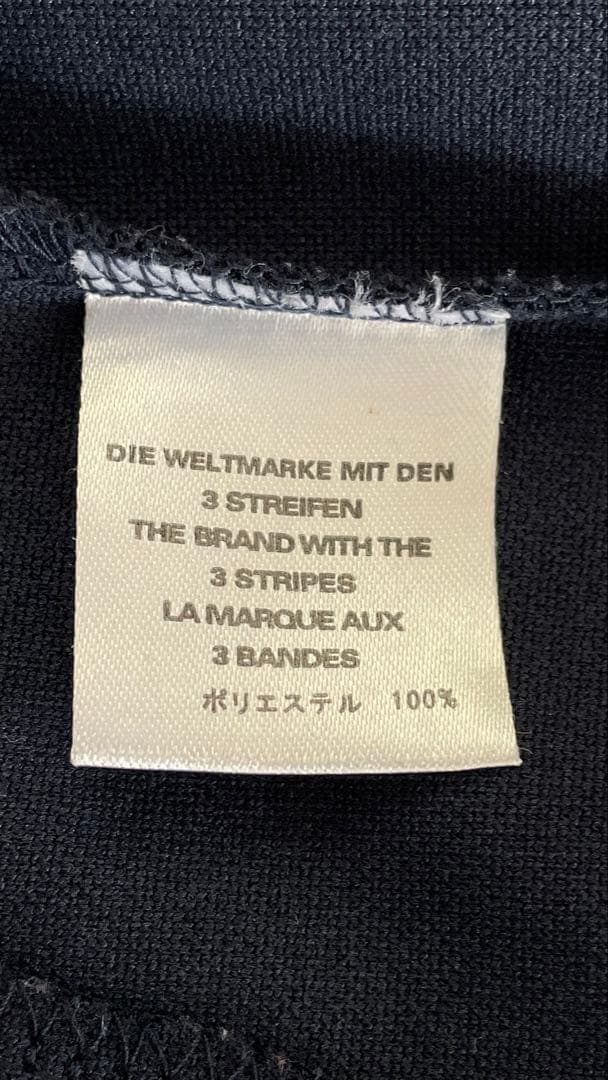 DIE WELTMARKE MIT DEN
3 STREIFEN
THE BRAND WITH THE
3 STRIPES
LA MARQUE AUX
3 BANDES
ポリエステル 100%